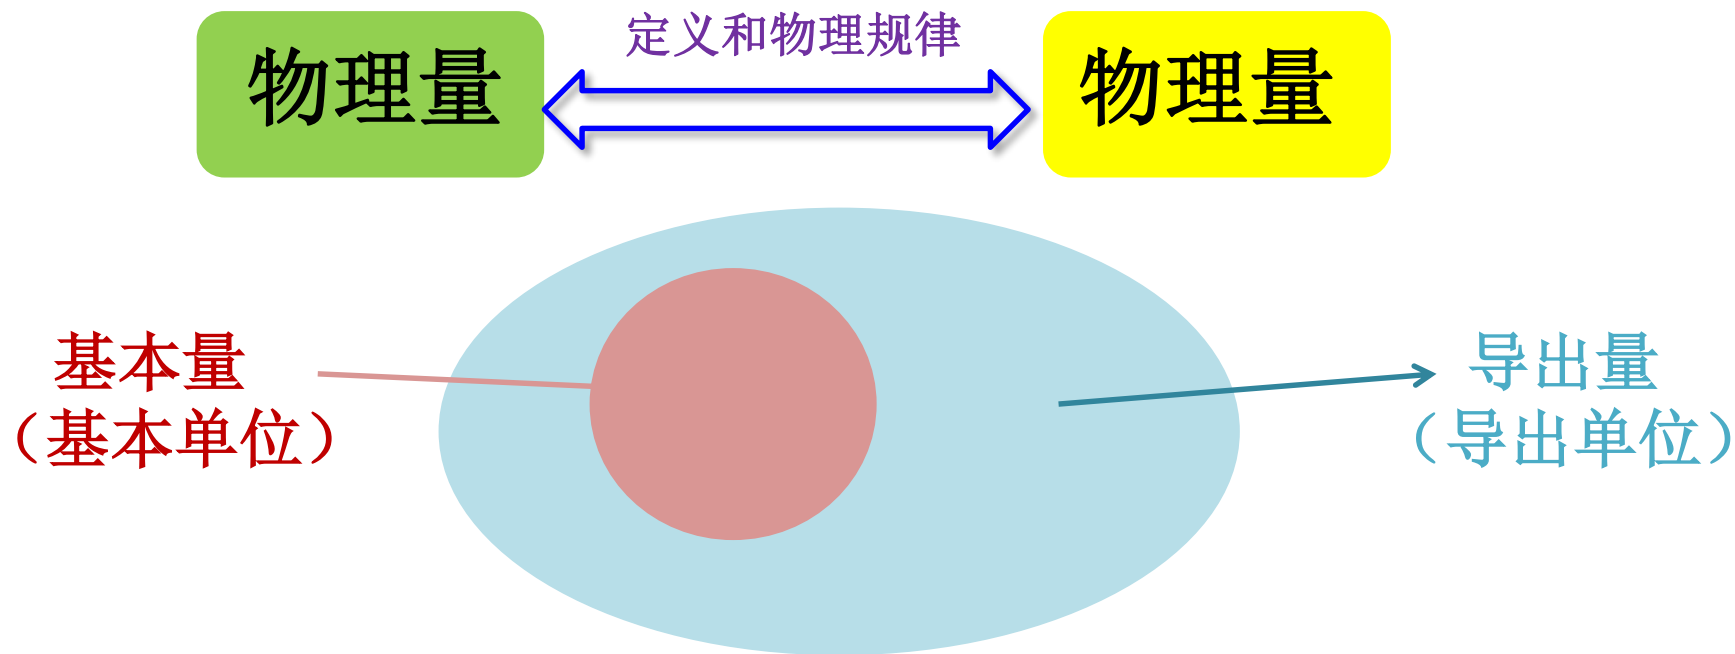 定义和物理规律
物理量
物理量
基本量
（基本单位）
导出量
（导出单位）